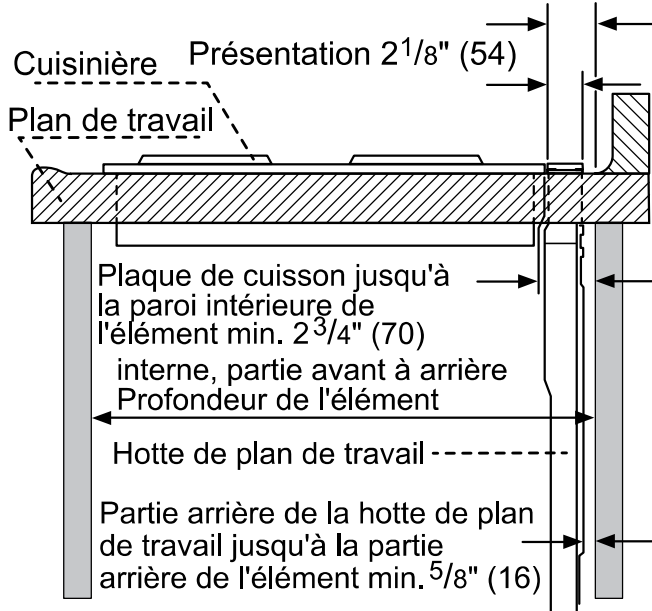 Présentation 2 1/8" (54)
Cuisinière
Plan de travail
Plaque de cuisson jusqu'à
la paroi intérieure de
l'élément min. 2 3/4" (70)
interne, partie avant à arrière
Profondeur de l'élément
Hotte de plan de travail
Partie arrière de la hotte de plan
de travail jusqu'à la partie
arrière de l'élément min. 5/8" (16)